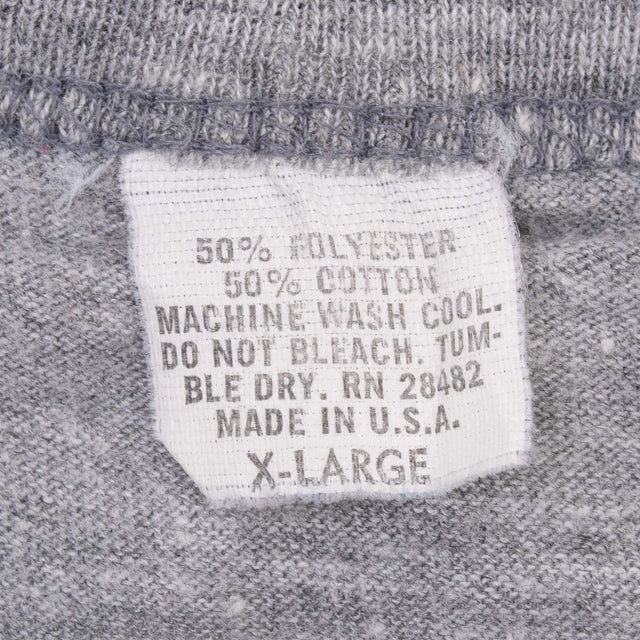 50% POLYESTER
50% COTTON
MACHINE WASH COOL.
DO NOT BLEACH. TUM-
BLE DRY. RN 28482
MADE IN U.S.A.
X-LARGE